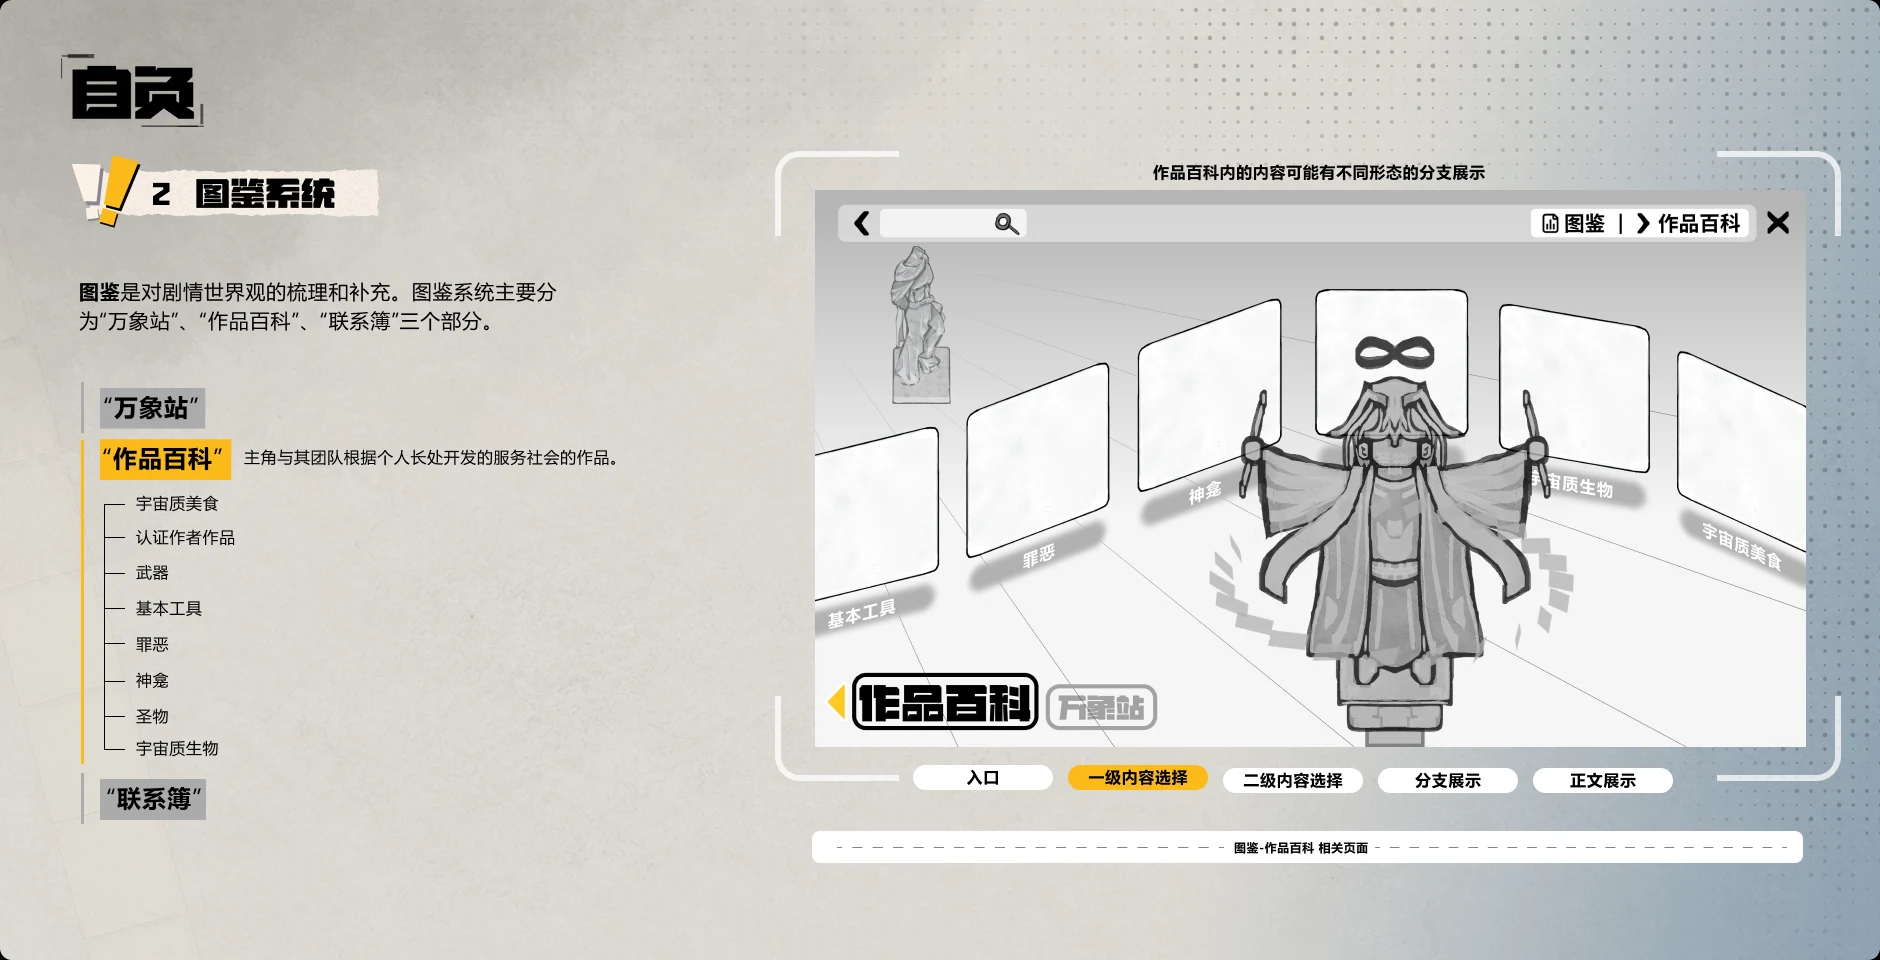 自负
2 图鉴系统
图鉴是对剧情世界观的梳理和补充。图鉴系统主要分
为“万象站”、“作品百科”、“联系簿”三个部分。
“万象站”
“作品百科” 主角与其团队根据个人长处开发的服务社会的作品。
宇宙质美食
认证作者作品
武器
基本工具
罪恶
神龛
圣物
宇宙质生物
“联系簿”
作品百科内的内容可能有不同形态的分支展示
图鉴 | 作品百科
基本工具
罪恶
神龛
宇宙质生物
宇宙质美食
作品百科 万象站
入口 一级内容选择 二级内容选择 分支展示 正文展示
图鉴-作品百科 相关页面